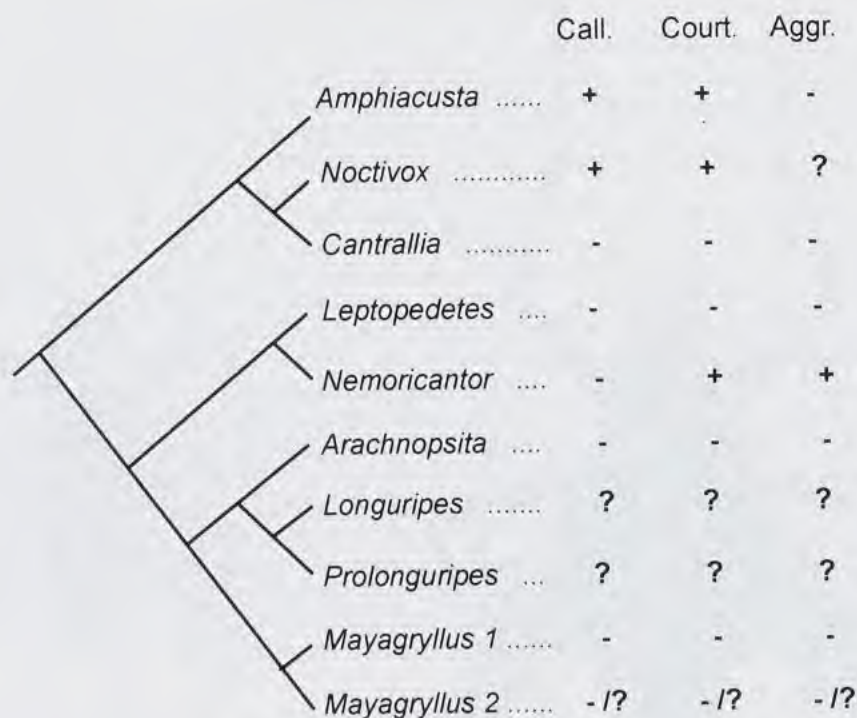 Call. Court. Aggr.
Amphiacusta ...... + + -
Noctivox ............ + + ?
Cantrallia ........... - - -
Leptopedetes .... - - -
Nemoricantor .... - + +
Arachnopsita .... - - -
Longuripes ....... ? ? ?
Prolonguripes ... ? ? ?
Mayagryllus 1 ...... - - -
Mayagryllus 2 ...... - /? - /? - /?